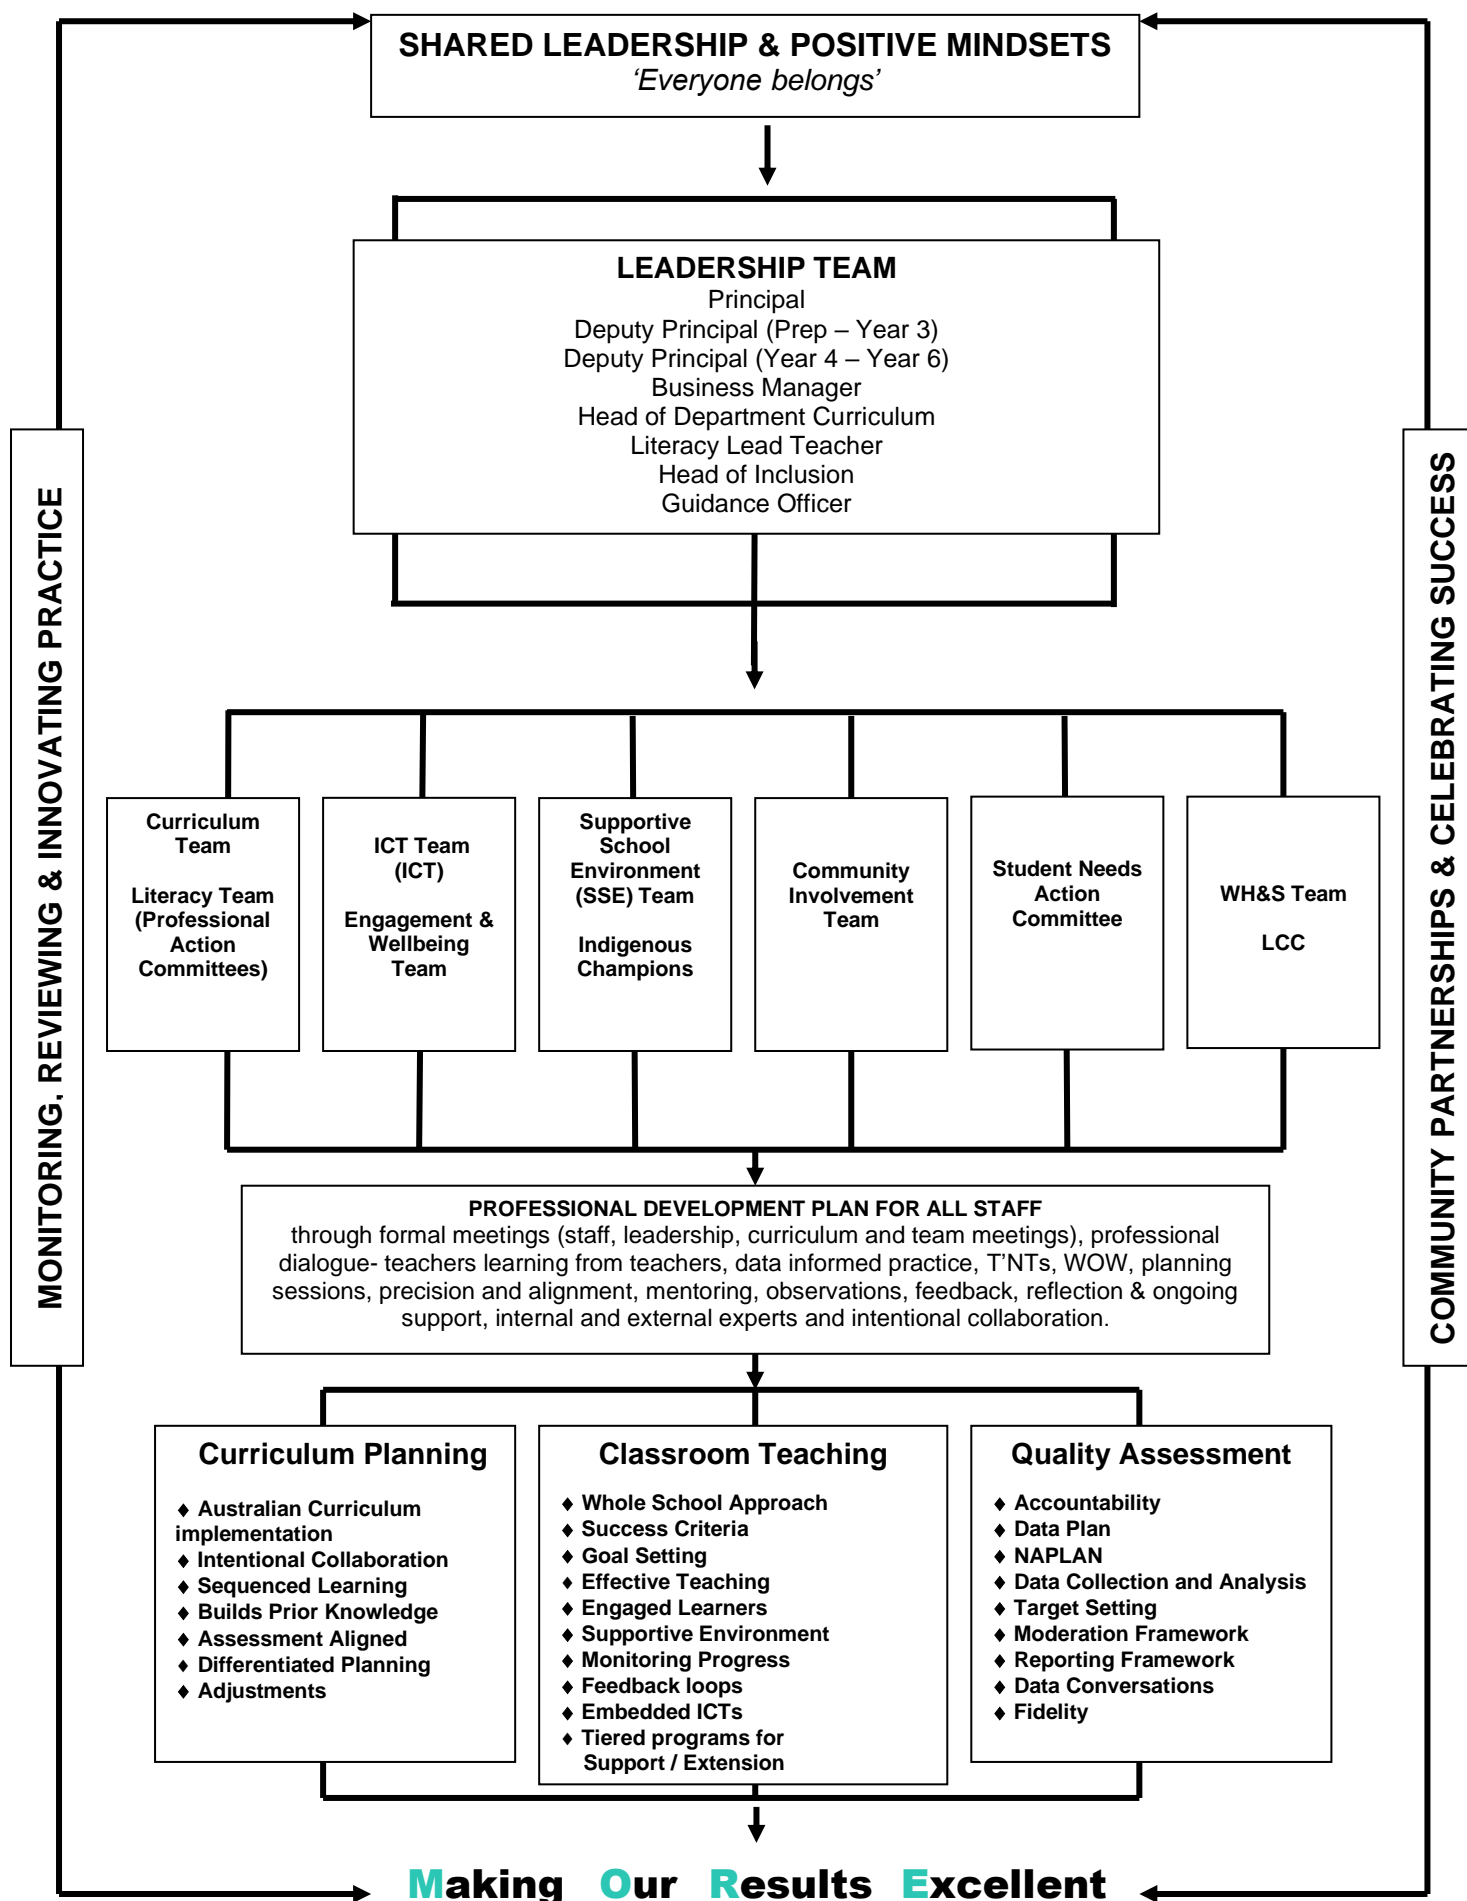 SHARED LEADERSHIP & POSITIVE MINDSETS
‘Everyone belongs’
LEADERSHIP TEAM
Principal
Deputy Principal (Prep – Year 3)
Deputy Principal (Year 4 – Year 6)
Business Manager
Head of Department Curriculum
Literacy Lead Teacher
Head of Inclusion
Guidance Officer
MONITORING, REVIEWING & INNOVATING PRACTICE
COMMUNITY PARTNERSHIPS & CELEBRATING SUCCESS
Curriculum
Team
Literacy Team
(Professional
Action
Committees)
ICT Team
(ICT)
Engagement &
Wellbeing
Team
Supportive
School
Environment
(SSE) Team
Indigenous
Champions
Community
Involvement
Team
Student Needs
Action
Committee
WH&S Team
LCC
PROFESSIONAL DEVELOPMENT PLAN FOR ALL STAFF
through formal meetings (staff, leadership, curriculum and team meetings), professional
dialogue- teachers learning from teachers, data informed practice, T’NTs, WOW, planning
sessions, precision and alignment, mentoring, observations, feedback, reflection & ongoing
support, internal and external experts and intentional collaboration.
Curriculum Planning
♦ Australian Curriculum
implementation
♦ Intentional Collaboration
♦ Sequenced Learning
♦ Builds Prior Knowledge
♦ Assessment Aligned
♦ Differentiated Planning
♦ Adjustments
Classroom Teaching
♦ Whole School Approach
♦ Success Criteria
♦ Goal Setting
♦ Effective Teaching
♦ Engaged Learners
♦ Supportive Environment
♦ Monitoring Progress
♦ Feedback loops
♦ Embedded ICTs
♦ Tiered programs for
Support / Extension
Quality Assessment
♦ Accountability
♦ Data Plan
♦ NAPLAN
♦ Data Collection and Analysis
♦ Target Setting
♦ Moderation Framework
♦ Reporting Framework
♦ Data Conversations
♦ Fidelity
Making Our Results Excellent